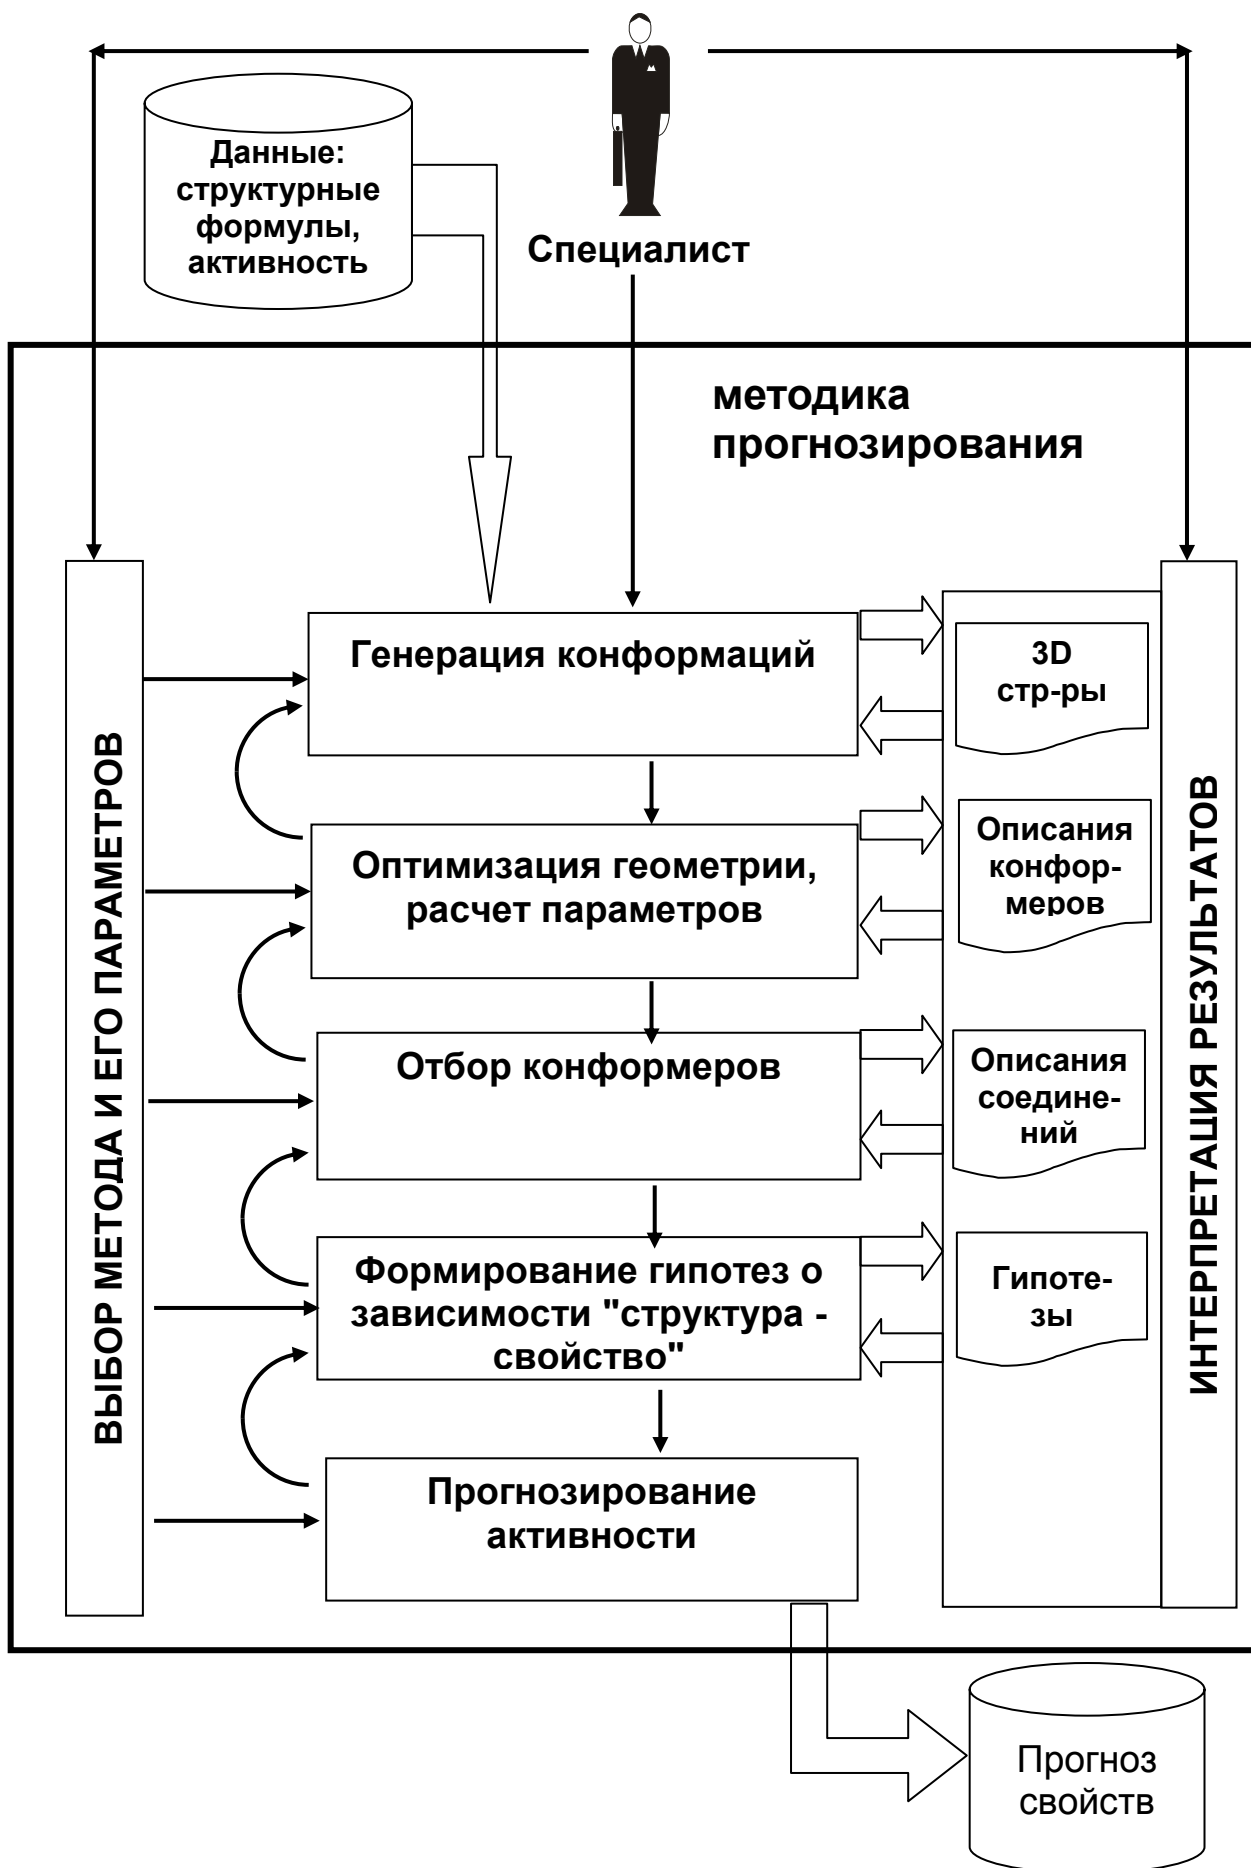 Данные:
структурные
формулы,
активность
Специалист
методика
прогнозирования
ВЫБОР МЕТОДА И ЕГО ПАРАМЕТРОВ
Генерация конформаций
3D
стр-ры
Оптимизация геометрии,
расчет параметров
Описания
конфор-
меров
Отбор конформеров
Описания
соедине-
ний
Формирование гипотез о
зависимости "структура -
свойство"
Гипоте-
зы
Прогнозирование
активности
ИНТЕРПРЕТАЦИЯ РЕЗУЛЬТАТОВ
Прогноз
свойств